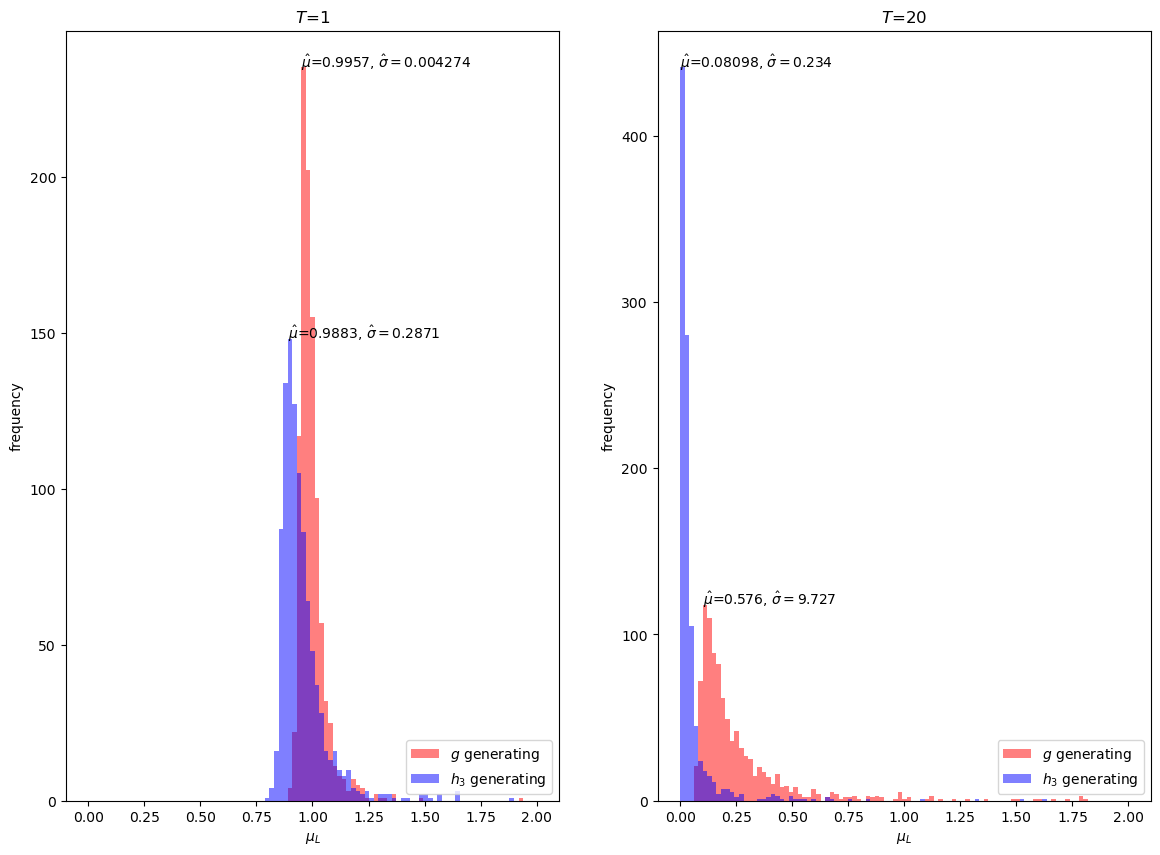 T=1
μ̂=0.9957, σ̂ = 0.004274
μ̂=0.9883, σ̂ = 0.2871
frequency
200
150
100
50
0
0.00 0.25 0.50 0.75 1.00 1.25 1.50 1.75 2.00
μ_L
g generating
h₃ generating
T=20
μ̂=0.08098, σ̂ = 0.234
μ̂=0.576, σ̂ = 9.727
frequency
400
300
200
100
0
0.00 0.25 0.50 0.75 1.00 1.25 1.50 1.75 2.00
μ_L
g generating
h₃ generating